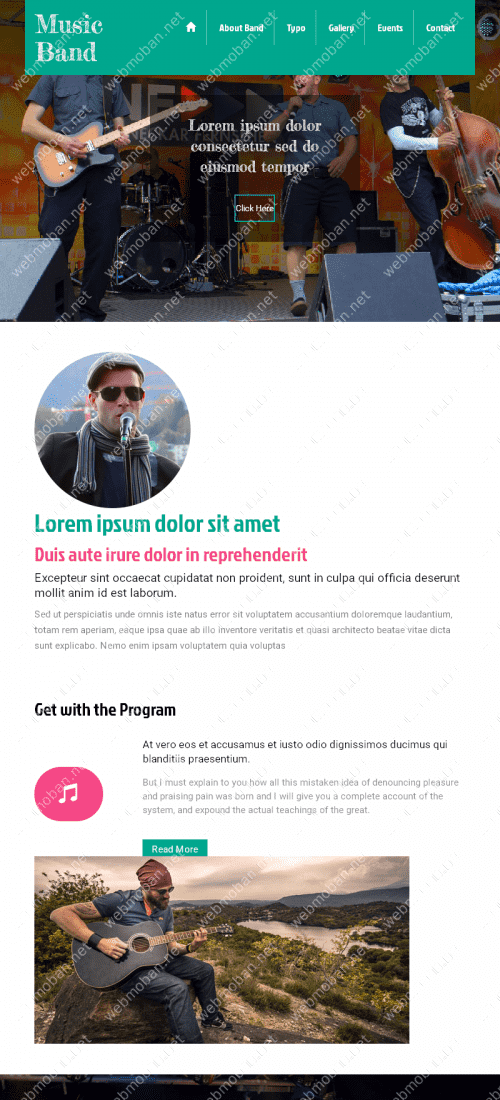 Music
Band
About Band
Typo
Gallery
Events
Contact
Lorem ipsum dolor
consectetur sed do
eiusmod tempor
Click Here
Lorem ipsum dolor sit amet
Duis aute irure dolor in reprehenderit
Excepteur sint occaecat cupidatat non proident, sunt in culpa qui officia deserunt
mollit anim id est laborum.
Sed ut perspiciatis unde omnis iste natus error sit voluptatem accusantium doloremque laudantium,
totam rem aperiam, eaque ipsa quae ab illo inventore veritatis et quasi architecto beatae vitae dicta
sunt explicabo. Nemo enim ipsam voluptatem quia voluptas
Get with the Program
At vero eos et accusamus et iusto odio dignissimos ducimus qui
blanditiis praesentium.
But I must explain to you how all this mistaken idea of denouncing pleasure
and praising pain was born and I will give you a complete account of the
system, and expound the actual teachings of the great.
Read More
webmoban.net